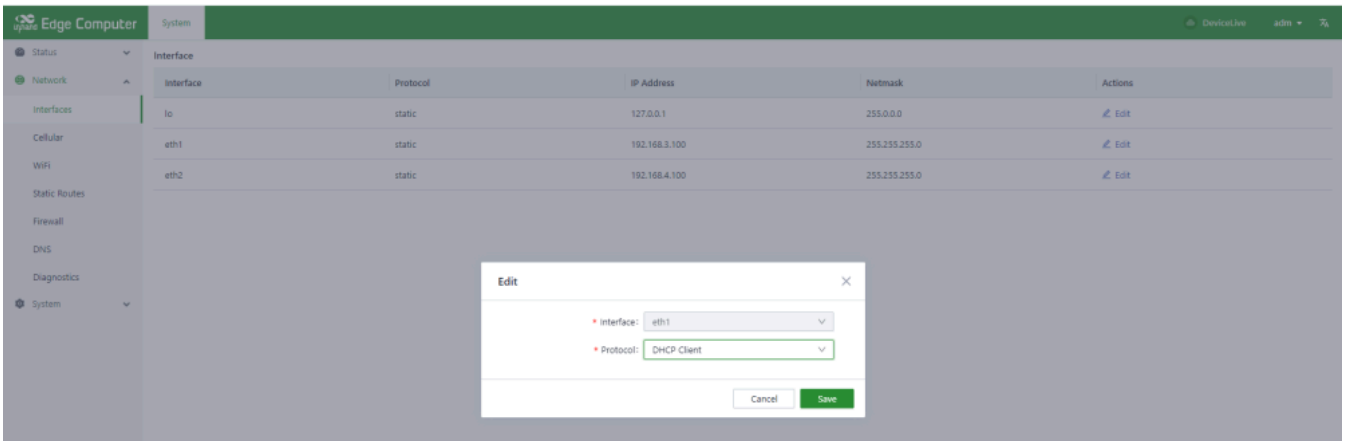 inhand Edge Computer System DeviceLive adm
Status
Network
Interfaces
Cellular
WiFi
Static Routes
Firewall
DNS
Diagnostics
System
Interface
Interface Protocol IP Address Netmask Actions
lo static 127.0.0.1 255.0.0.0 Edit
eth1 static 192.168.3.100 255.255.255.0 Edit
eth2 static 192.168.4.100 255.255.255.0 Edit
Edit
* Interface: eth1
* Protocol: DHCP Client
Cancel Save